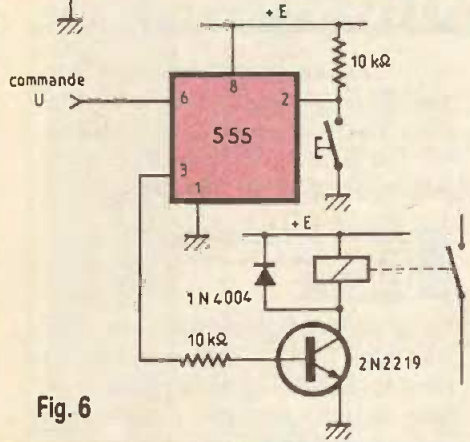 + E
10 kΩ
commande
U
6
8
2
555
3
1
+ E
1N4004
10 kΩ
2N2219
Fig. 6